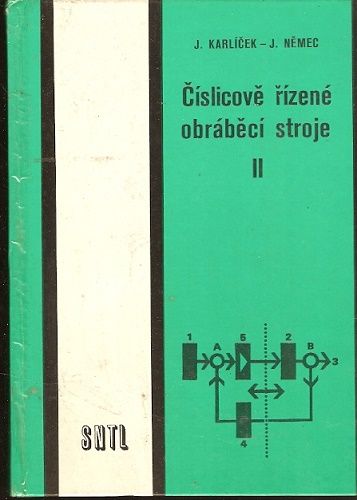 J. KARLÍČEK – J. NĚMEC
Číslicově řízené
obráběcí stroje
II
1 A 5 2 B
3
4
SNTL